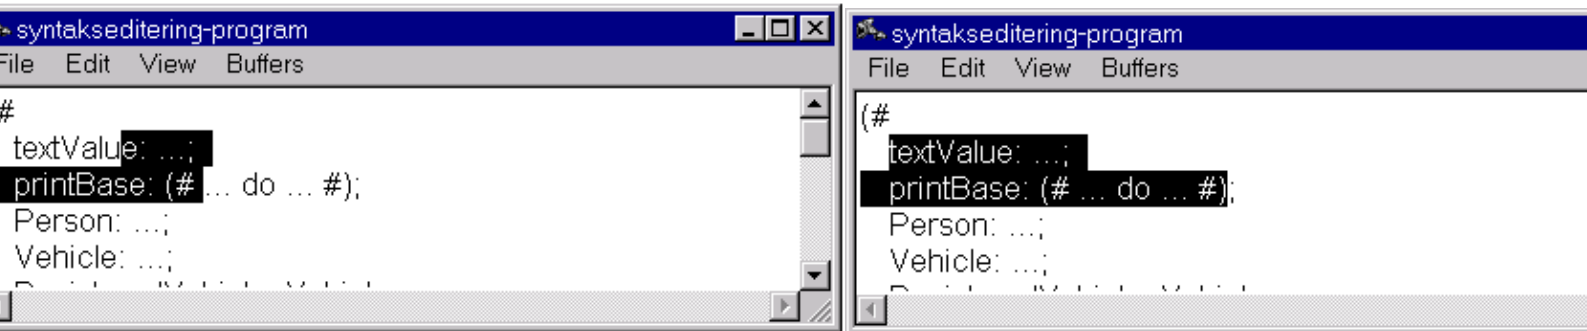 syntakseditering-program
File Edit View Buffers
#
textValue: ...;
printBase: (# ... do ... #);
Person: ...;
Vehicle: ...;
syntakseditering-program
File Edit View Buffers
(#
textValue: ...;
printBase: (# ... do ... #);
Person: ...;
Vehicle: ...;